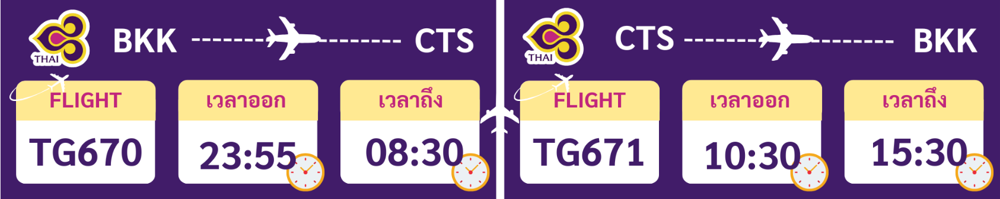 THAI
BKK CTS
FLIGHT เวลาออก เวลาถึง
TG670 23:55 08:30
THAI
CTS BKK
FLIGHT เวลาออก เวลาถึง
TG671 10:30 15:30